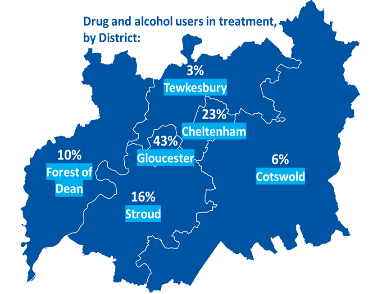 Drug and alcohol users in treatment,
by District:
3%
Tewkesbury
23%
Cheltenham
43%
Gloucester
10%
Forest of
Dean
6%
Cotswold
16%
Stroud